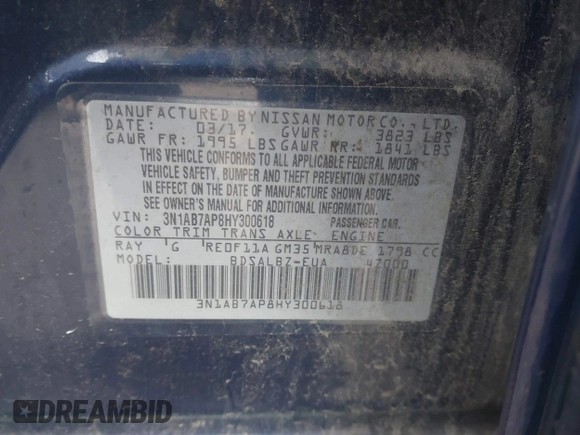 MANUFACTURED BY NISSAN MOTOR CO., LTD.
DATE: 03/17. GVWR: 3823 LBS
GAWR FR: 1995 LBS GAWR RR: 1841 LBS
THIS VEHICLE CONFORMS TO ALL APPLICABLE FEDERAL MOTOR
VEHICLE SAFETY, BUMPER AND THEFT PREVENTION STANDARDS
IN EFFECT ON THE DATE OF MANUFACTURE SHOWN ABOVE.
SEE OWNER'S MANUAL FOR ADDITIONAL INFORMATION.
VIN: 3N1AB7AP8HY300618 PASSENGER CAR.
COLOR TRIM TRANS AXLE ENGINE
RAY G RE0F11A GM35 MRA8DE 1798 CC
MODEL: BDSALBZ-EUA 47000
3N1AB7AP8HY300618
DREAMBID